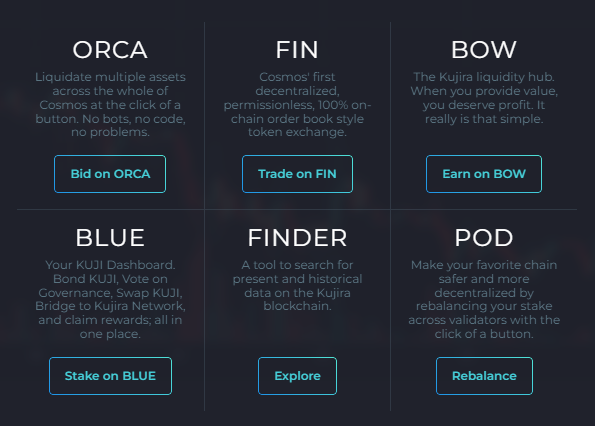 ORCA
Liquidate multiple assets
across the whole of
Cosmos at the click of a
button. No bots, no code,
no problems.
Bid on ORCA
FIN
Cosmos' first
decentralized,
permissionless, 100% on-
chain order book style
token exchange.
Trade on FIN
BOW
The Kujira liquidity hub.
When you provide value,
you deserve profit. It
really is that simple.
Earn on BOW
BLUE
Your KUJI Dashboard.
Bond KUJI, Vote on
Governance, Swap KUJI,
Bridge to Kujira Network,
and claim rewards; all in
one place.
Stake on BLUE
FINDER
A tool to search for
present and historical
data on the Kujira
blockchain.
Explore
POD
Make your favorite chain
safer and more
decentralized by
rebalancing your stake
across validators with the
click of a button.
Rebalance